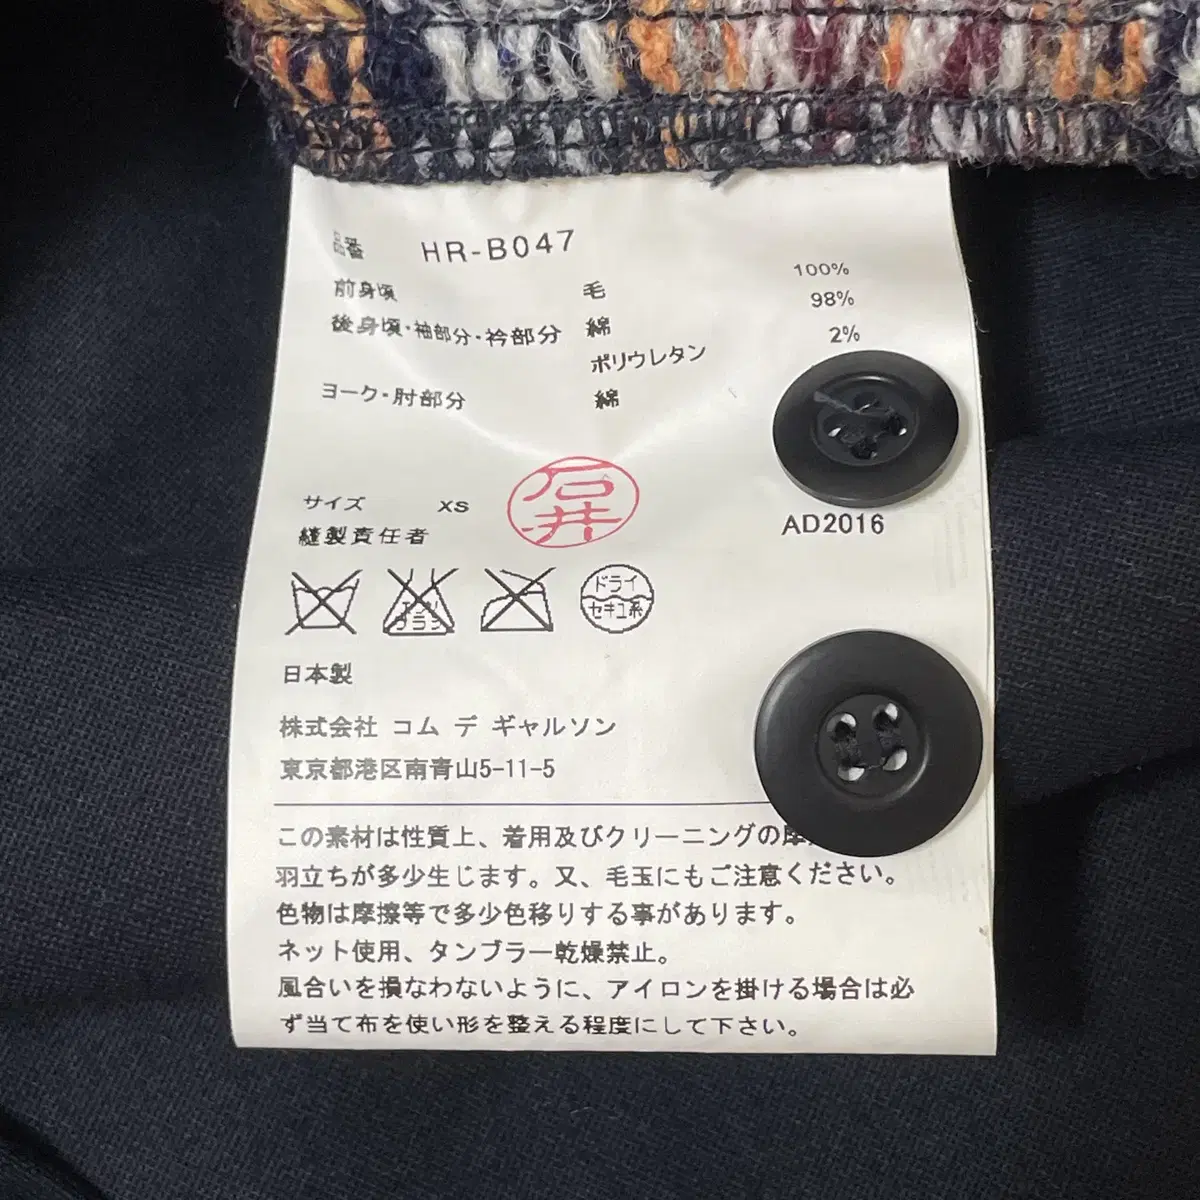 品番 HR-B047
前身頃 毛 100%
後身頃・袖部分・衿部分 綿 98%
ポリウレタン 2%
ヨーク・肘部分 綿
サイズ XS 石井
縫製責任者 AD2016
エンソ
ドライ
セキユ系
日本製
株式会社 コム デ ギャルソン
東京都港区南青山5-11-5
この素材は性質上、着用及びクリーニングの摩
羽立ちが多少生じます。又、毛玉にもご注意ください。
色物は摩擦等で多少色移りする事があります。
ネット使用、タンブラー乾燥禁止。
風合いを損なわないように、アイロンを掛ける場合は必
ず当て布を使い形を整える程度にして下さい。